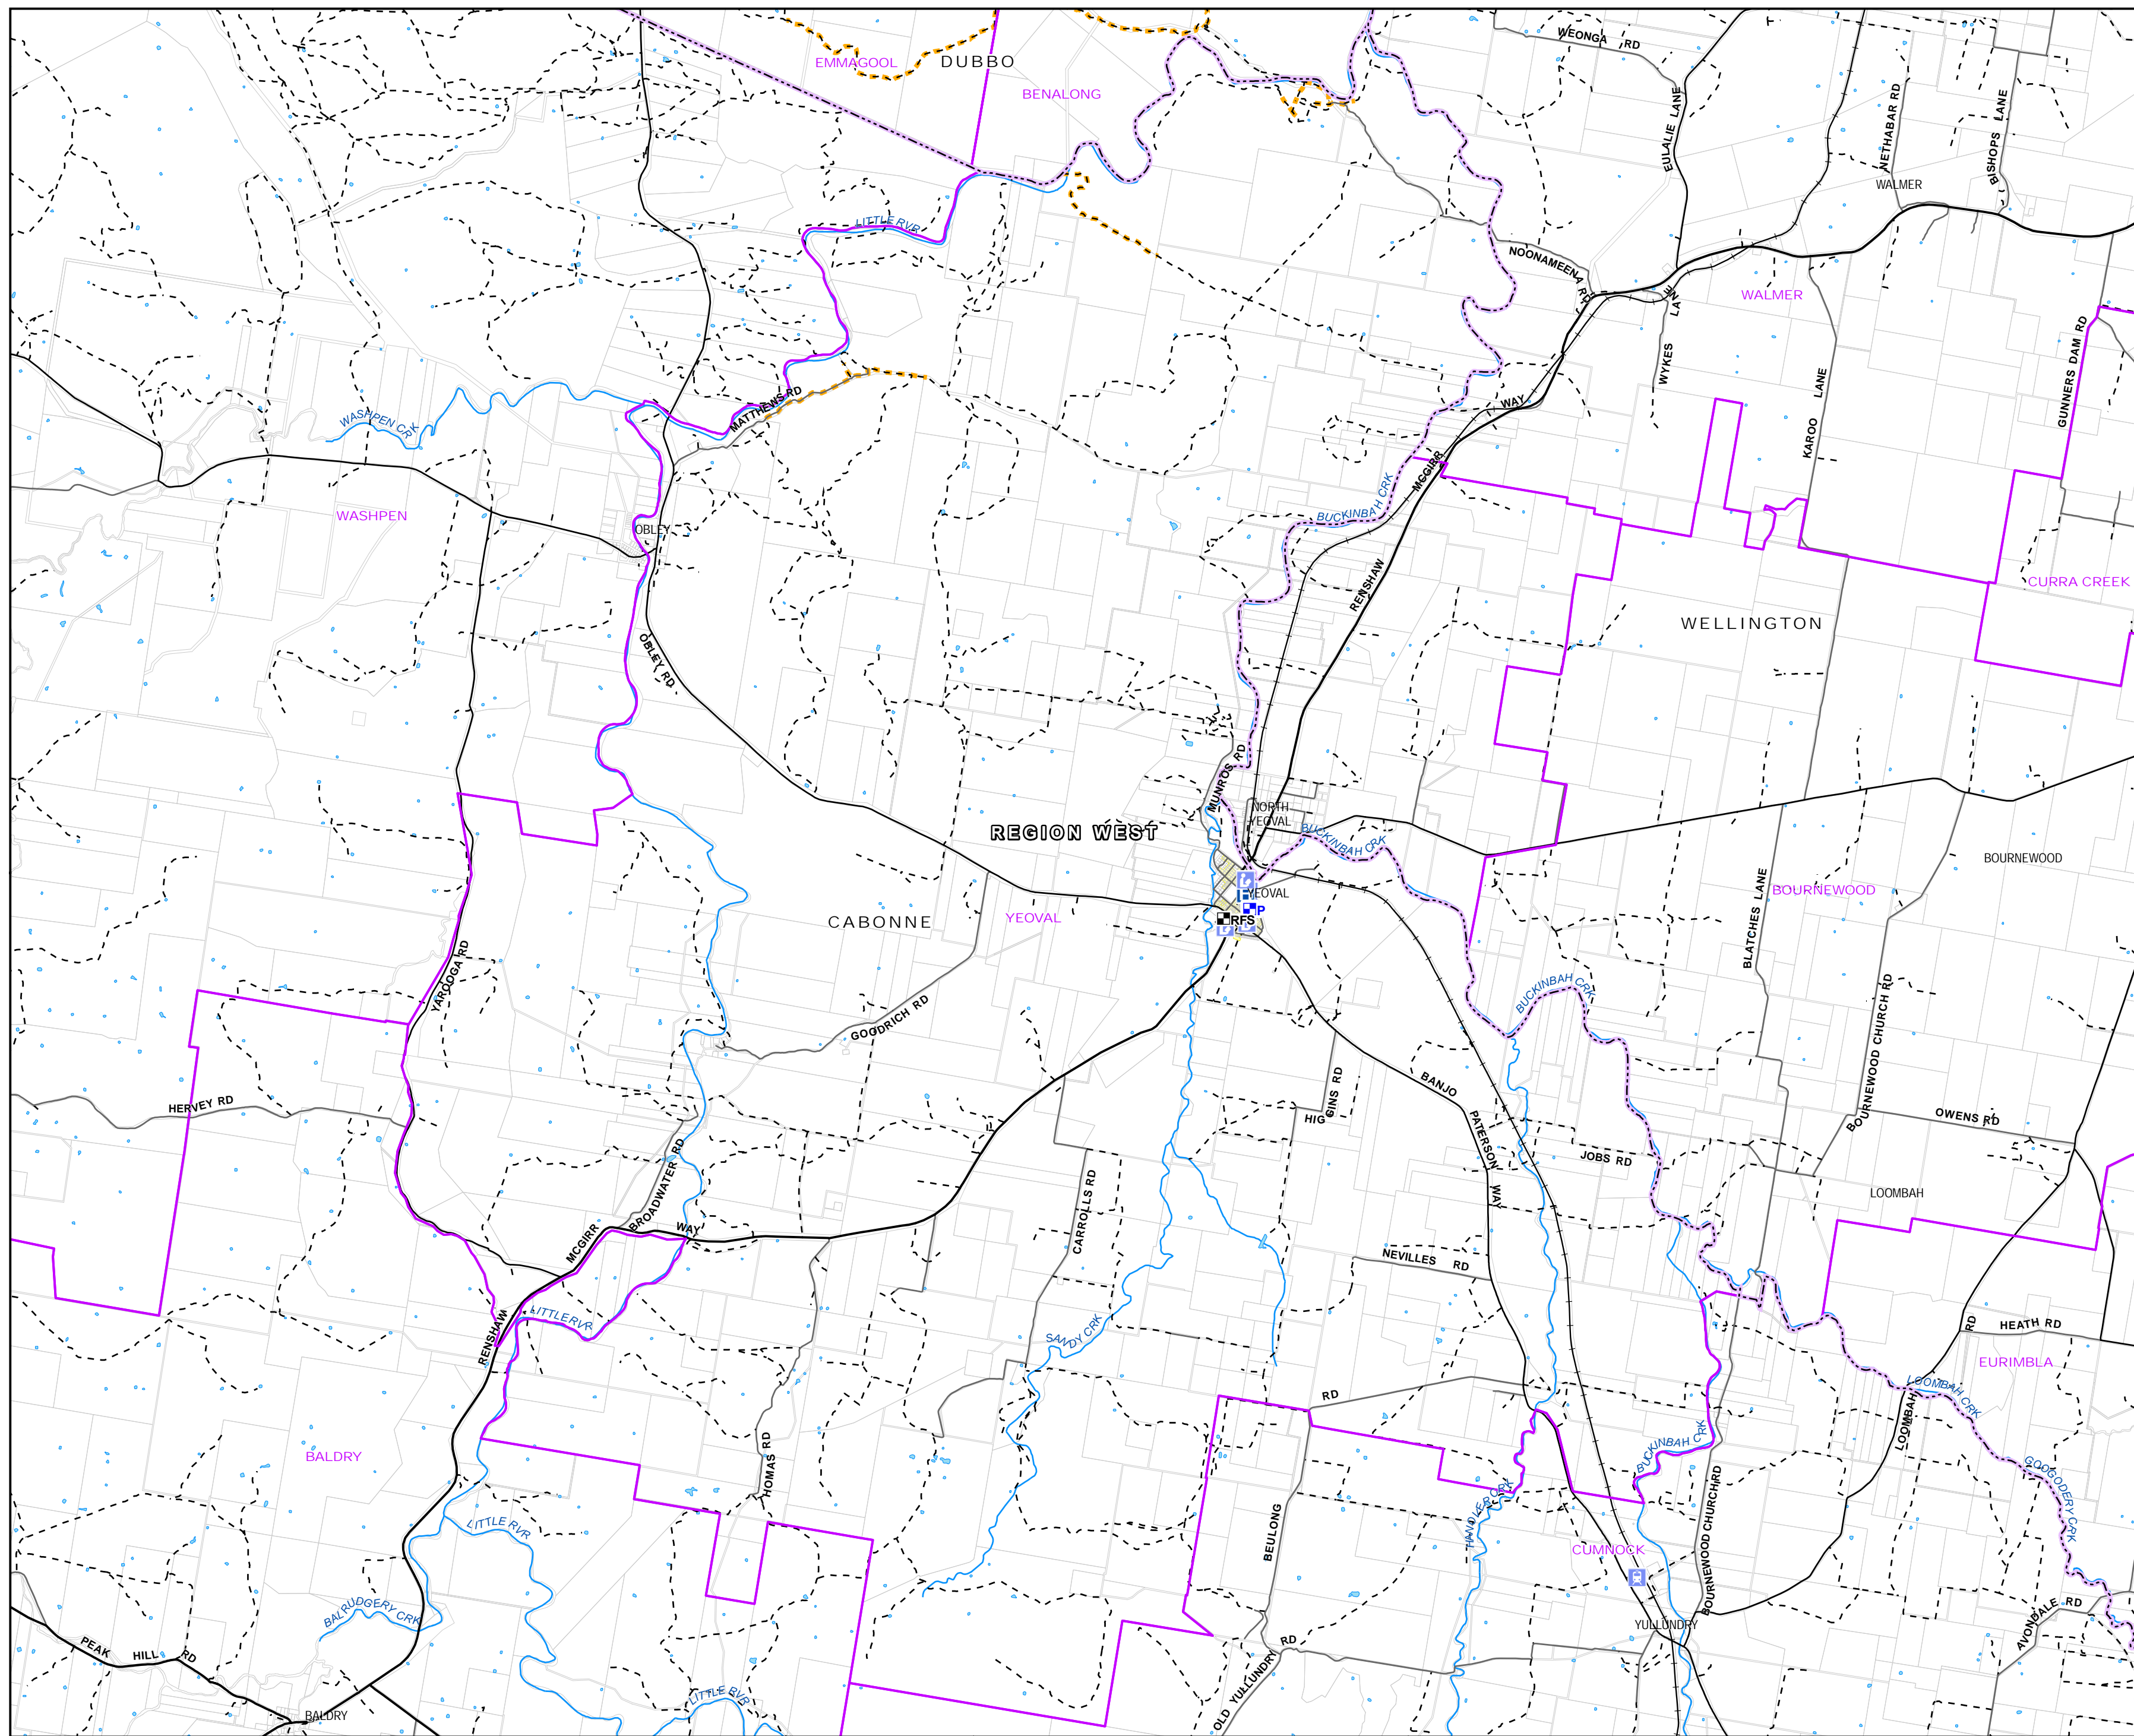 WEONGA RD
EMMAGOOL
DUBBO
BENALONG
EULALIE LANE
NETHABAR RD
BISHOPS LANE
WALMER
LITTLE RVR
NOONAMEENA RD
WALMER
WYKES LANE
KAROO LANE
GUNNERS DAM RD
MATTHEWS RD
WASHPEN CRK
WAY
MCGIRR
BUCKINBAH CRK
WASHPEN
OBLEY
RENSHAW
CURRA CREEK
WELLINGTON
OBLEY RD
MUNROS RD
NORTH
YEOVAL
BUCKINBAH CRK
REGION WEST
BOURNEWOOD
BOURNEWOOD
YEOVAL
P
RFS
CABONNE
YEOVAL
BLATCHES LANE
YAROOGA RD
GOODRICH RD
BUCKINBAH CRK
BOURNEWOOD CHURCH RD
HERVEY RD
HIGGINS RD
BANJO
PATERSON
WAY
OWENS RD
JOBS RD
LOOMBAH
BROADWATER RD
MCGIRR
WAY
CARROLLS RD
NEVILLES RD
LITTLE RVR
RENSHAW
SANDY CRK
HEATH RD
RD
EURIMBLA
LOOMBAH CRK
LOOMBAH
RD
BALDRY
THOMAS RD
BUCKINBAH CRK
GOOGODERY CRK
HANDLER CRK
BEULONG
LITTLE RVR
CUMNOCK
BOURNEWOOD CHURCH RD
BALRUDGERY CRK
YULLUNDRY
AVONDALE RD
PEAK HILL RD
OLD YULLUNDRY RD
LITTLE RVR
BALDRY